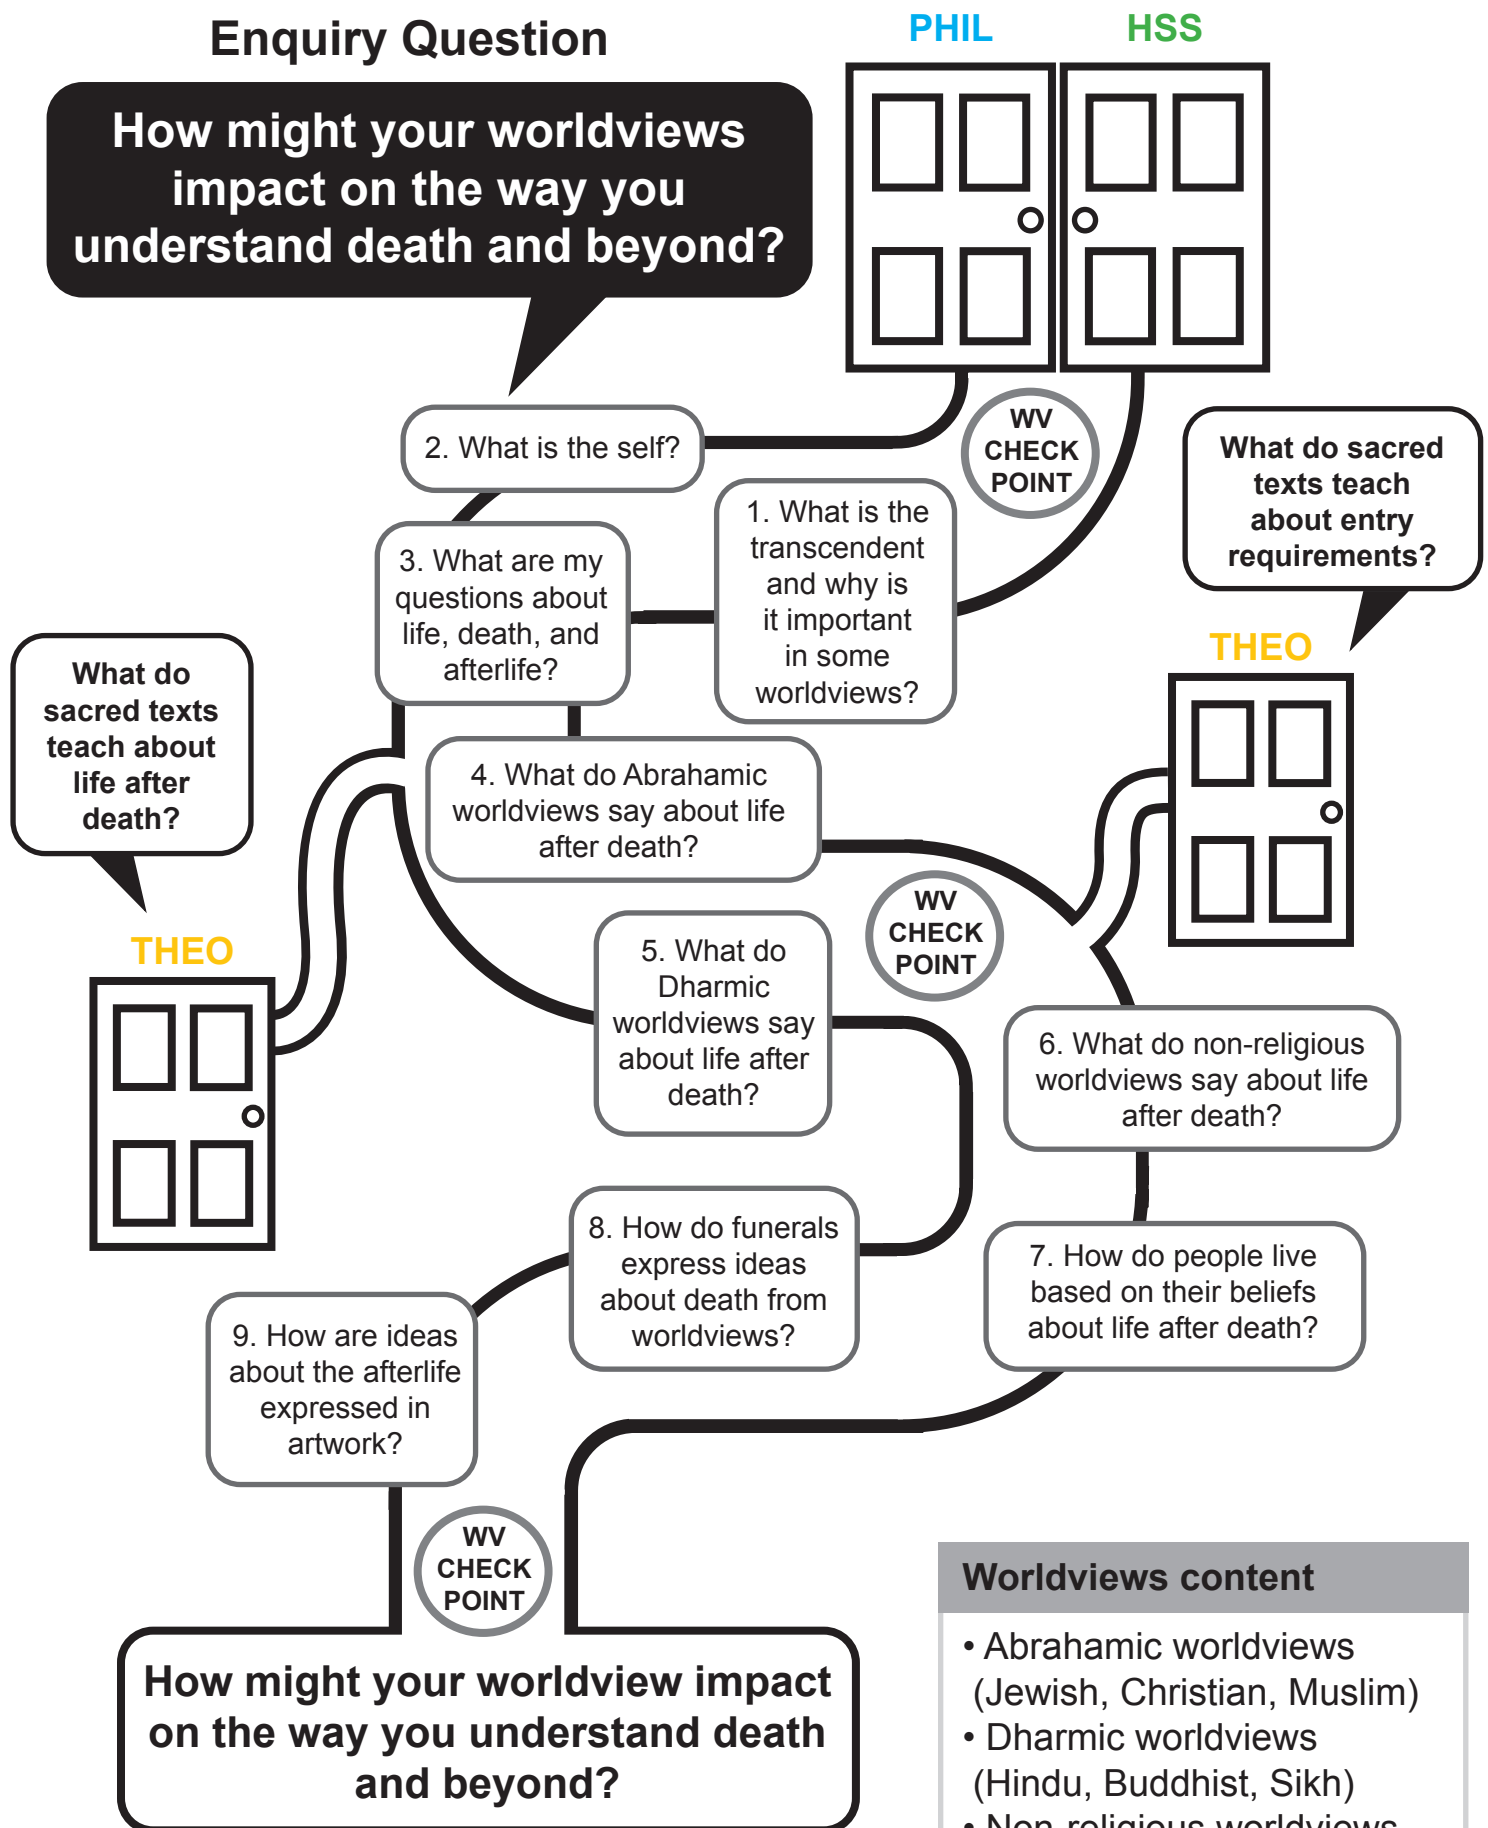 Enquiry Question
How might your worldviews
impact on the way you
understand death and beyond?
PHIL
HSS
2. What is the self?
WV
CHECK
POINT
1. What is the
transcendent
and why is
it important
in some
worldviews?
What do sacred
texts teach
about entry
requirements?
THEO
3. What are my
questions about
life, death, and
afterlife?
What do
sacred texts
teach about
life after
death?
THEO
4. What do Abrahamic
worldviews say about life
after death?
WV
CHECK
POINT
5. What do
Dharmic
worldviews say
about life after
death?
6. What do non-religious
worldviews say about life
after death?
7. How do people live
based on their beliefs
about life after death?
8. How do funerals
express ideas
about death from
worldviews?
9. How are ideas
about the afterlife
expressed in
artwork?
WV
CHECK
POINT
How might your worldview impact
on the way you understand death
and beyond?
Worldviews content
• Abrahamic worldviews
(Jewish, Christian, Muslim)
• Dharmic worldviews
(Hindu, Buddhist, Sikh)
• Non-religious worldviews